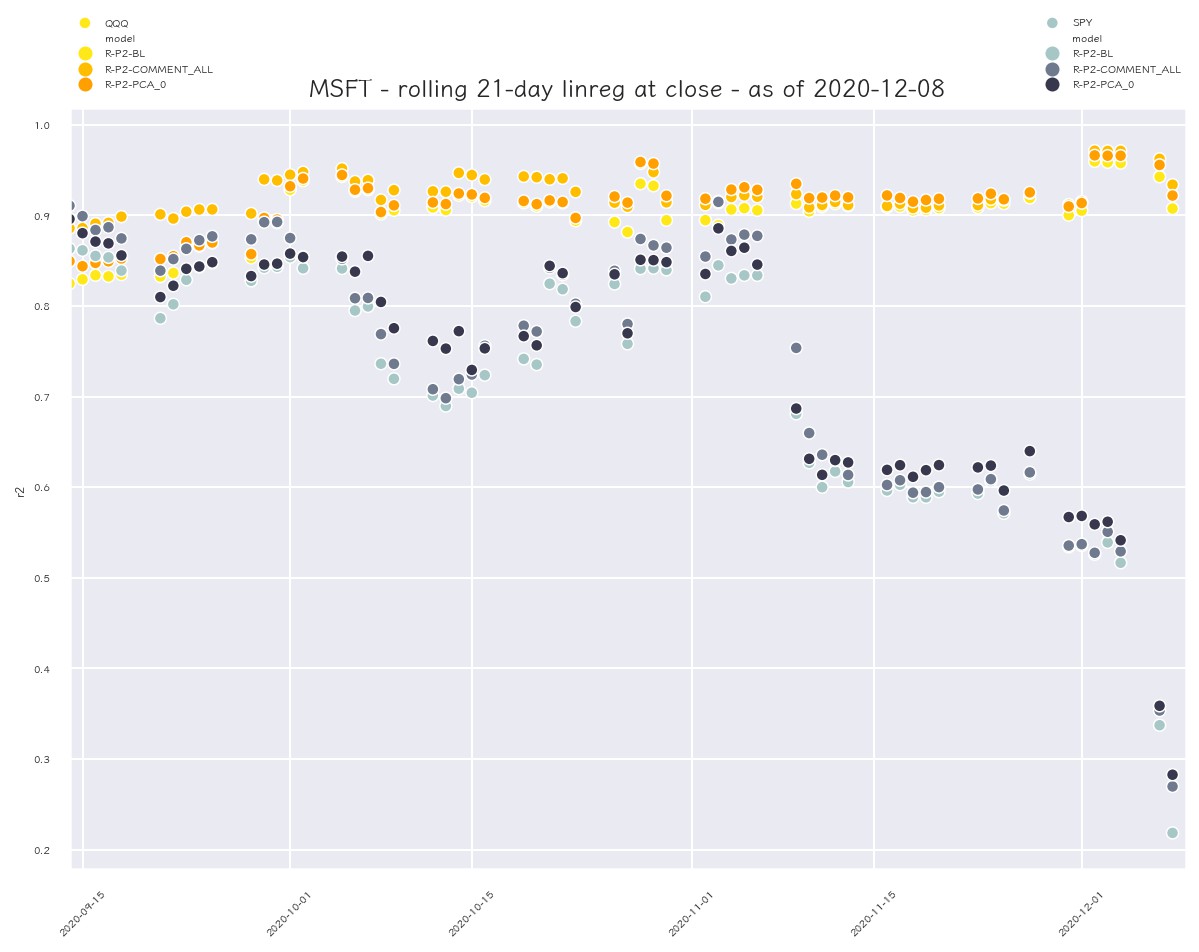 QQQ
model
R-P2-BL
R-P2-COMMENT_ALL
R-P2-PCA_0
SPY
model
R-P2-BL
R-P2-COMMENT_ALL
R-P2-PCA_0
MSFT - rolling 21-day linreg at close - as of 2020-12-08
1.0
0.9
0.8
0.7
0.6
0.5
0.4
0.3
0.2
r2
2020-09-15
2020-10-01
2020-10-15
2020-11-01
2020-11-15
2020-12-01